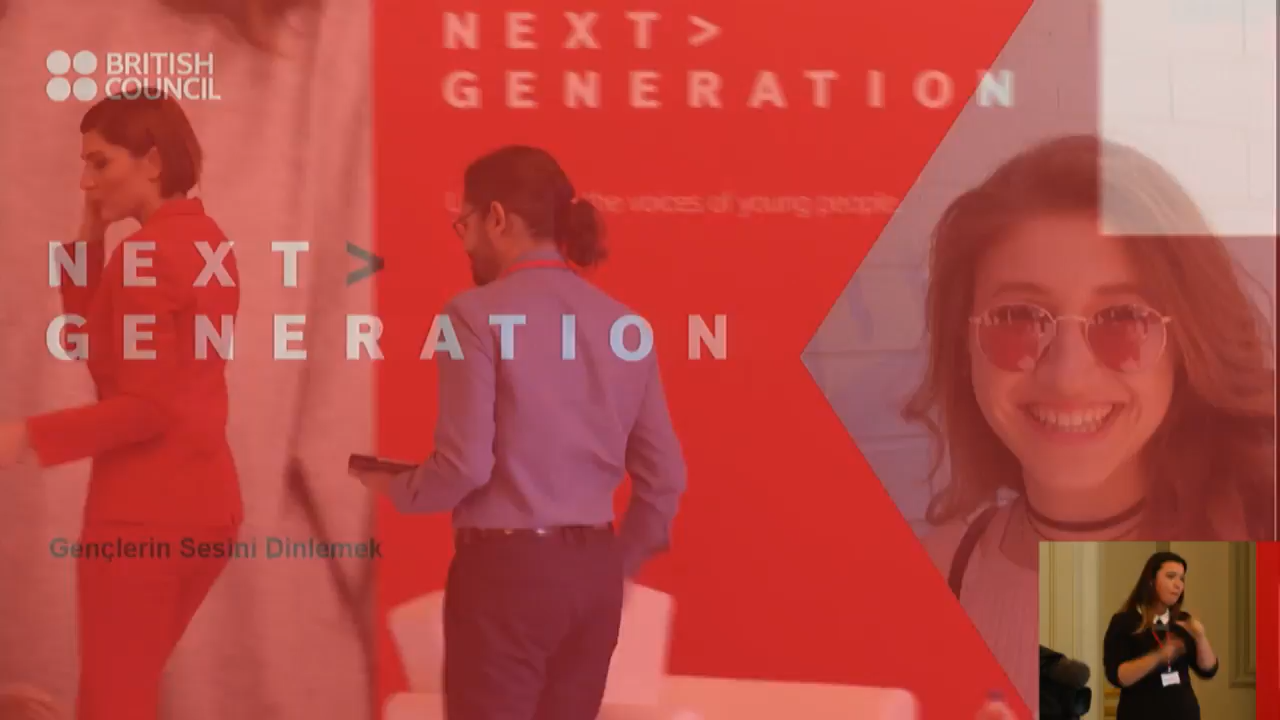 NEXT>
GENERATION
BRITISH
COUNCIL
the voices of young people
NEXT >
GENERATION
Gençlerin Sesini Dinlemek